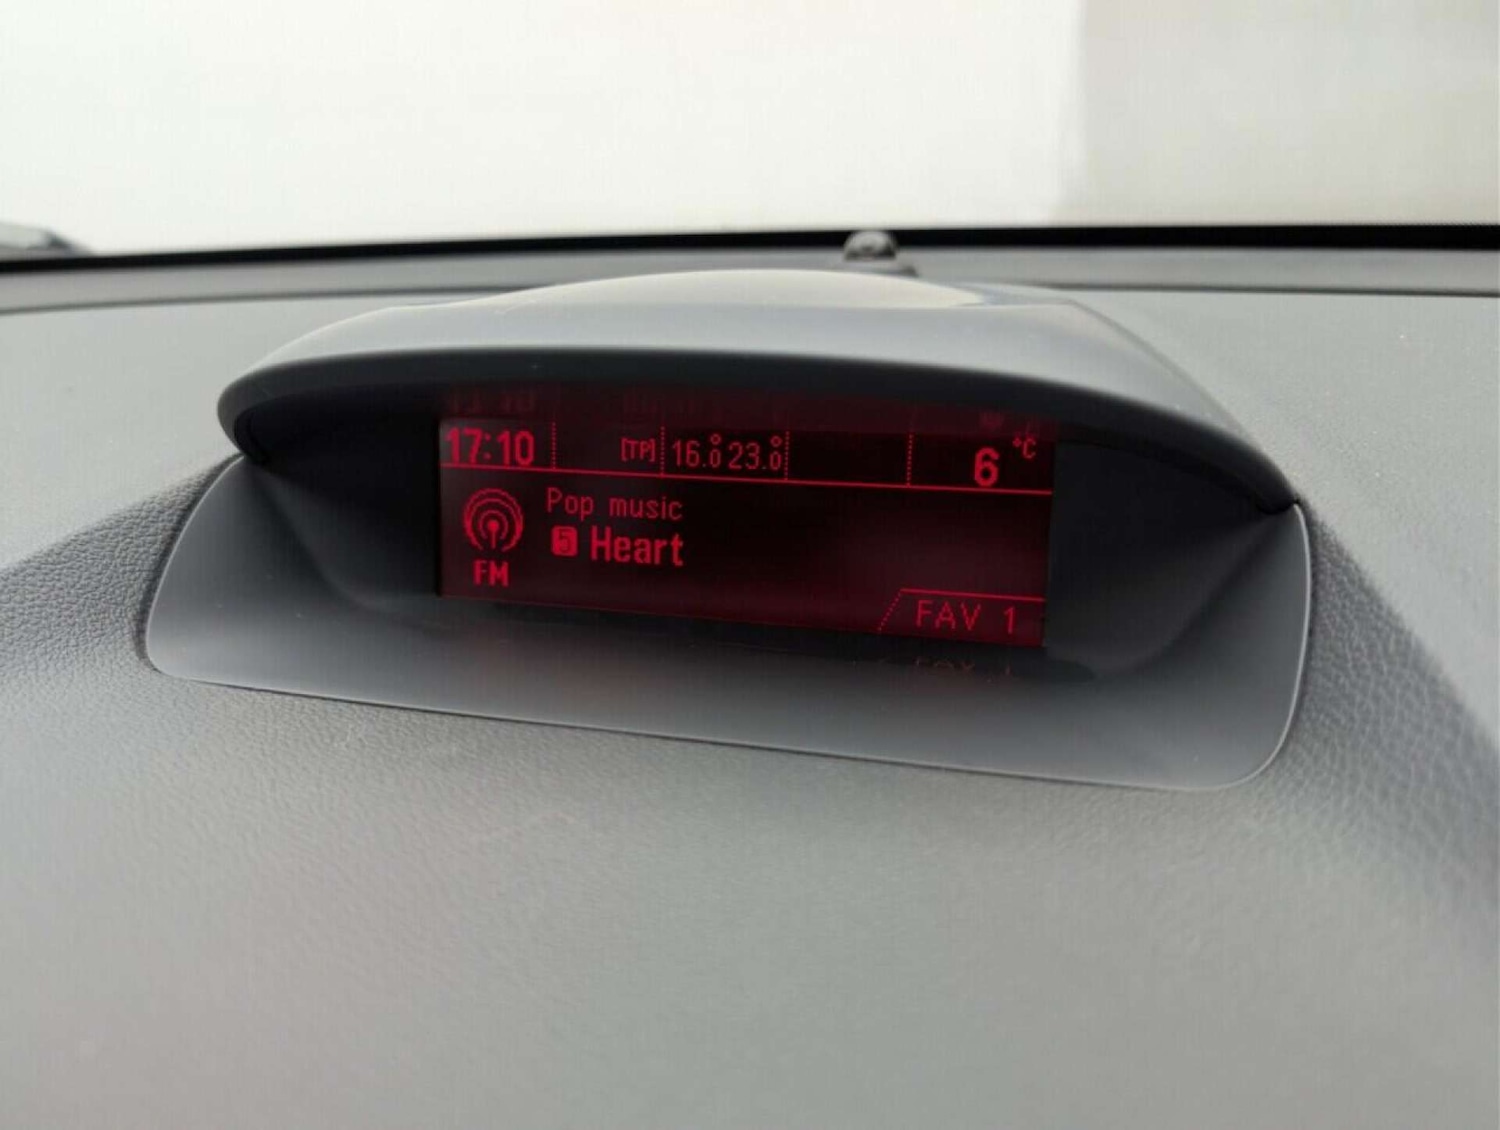 17:10 [TP] 16.0° 23.0° 6 °C
Pop music
5 Heart
FM
FAV 1